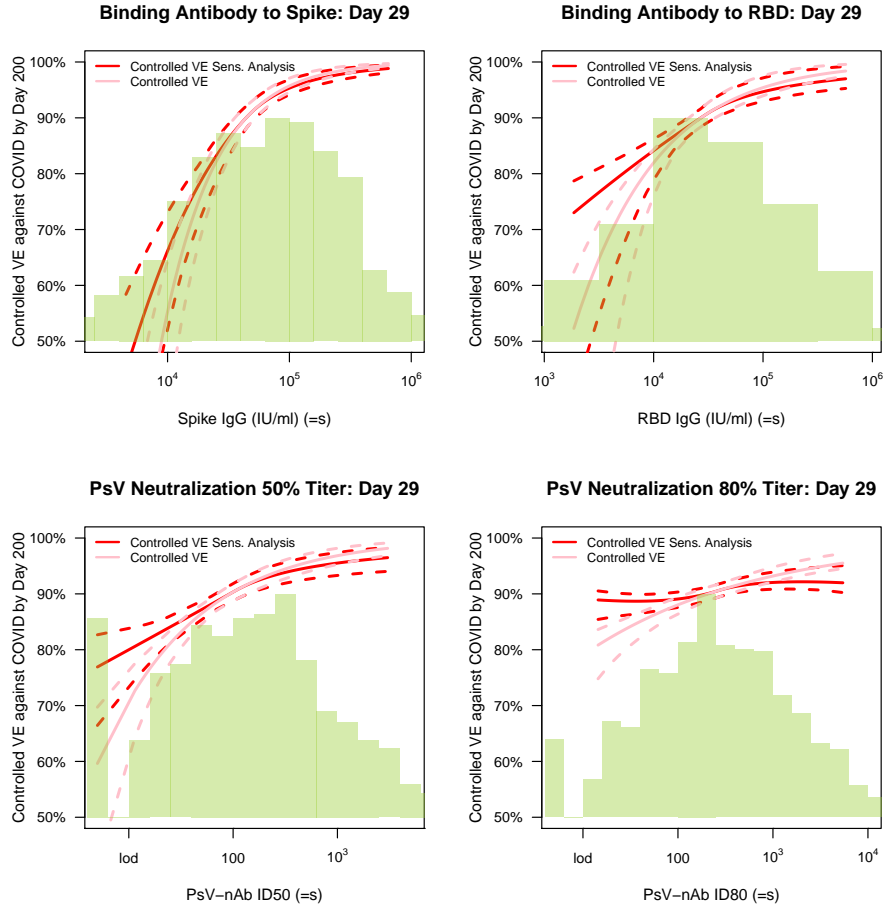 Binding Antibody to Spike: Day 29
Controlled VE against COVID by Day 200
100%
90%
80%
70%
60%
50%
Controlled VE Sens. Analysis
Controlled VE
10^4
10^5
10^6
Spike IgG (IU/ml) (=s)
Binding Antibody to RBD: Day 29
Controlled VE against COVID by Day 200
100%
90%
80%
70%
60%
50%
Controlled VE Sens. Analysis
Controlled VE
10^3
10^4
10^5
10^6
RBD IgG (IU/ml) (=s)
PsV Neutralization 50% Titer: Day 29
Controlled VE against COVID by Day 200
100%
90%
80%
70%
60%
50%
Controlled VE Sens. Analysis
Controlled VE
lod
100
10^3
PsV−nAb ID50 (=s)
PsV Neutralization 80% Titer: Day 29
Controlled VE against COVID by Day 200
100%
90%
80%
70%
60%
50%
Controlled VE Sens. Analysis
Controlled VE
lod
100
10^3
10^4
PsV−nAb ID80 (=s)